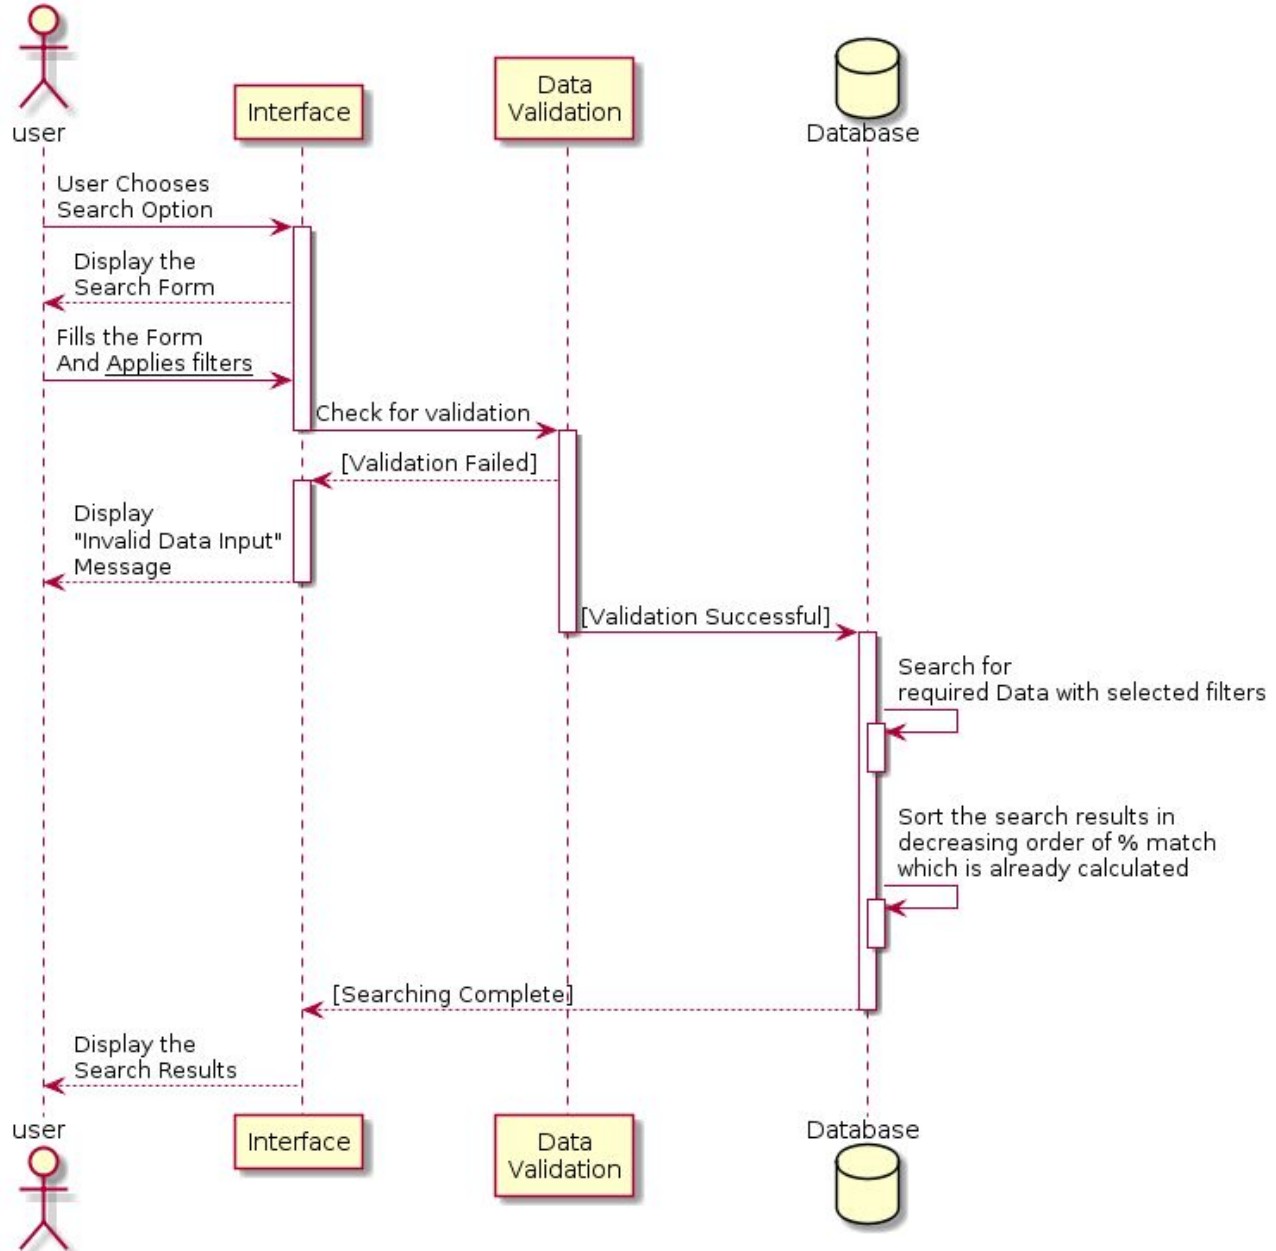 user
Interface
Data
Validation
Database
User Chooses
Search Option
Display the
Search Form
Fills the Form
And Applies filters
Check for validation
[Validation Failed]
Display
"Invalid Data Input"
Message
[Validation Successful]
Search for
required Data with selected filters
Sort the search results in
decreasing order of % match
which is already calculated
[Searching Complete]
Display the
Search Results
user
Interface
Data
Validation
Database